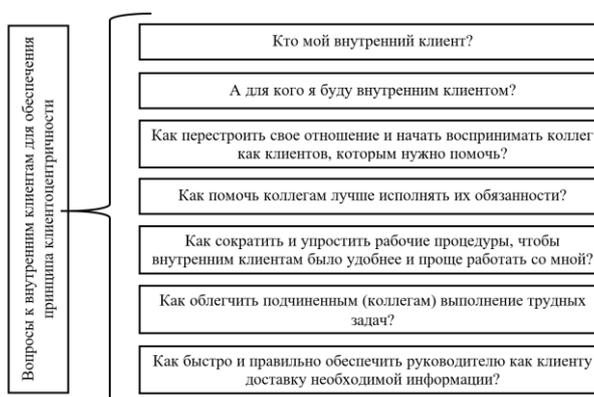 Вопросы к внутренним клиентам для обеспечения
принципа клиентоцентричности
Кто мой внутренний клиент?
А для кого я буду внутренним клиентом?
Как перестроить свое отношение и начать воспринимать коллег
как клиентов, которым нужно помочь?
Как помочь коллегам лучше исполнять их обязанности?
Как сократить и упростить рабочие процедуры, чтобы
внутренним клиентам было удобнее и проще работать со мной?
Как облегчить подчиненным (коллегам) выполнение трудных
задач?
Как быстро и правильно обеспечить руководителю как клиенту
доставку необходимой информации?